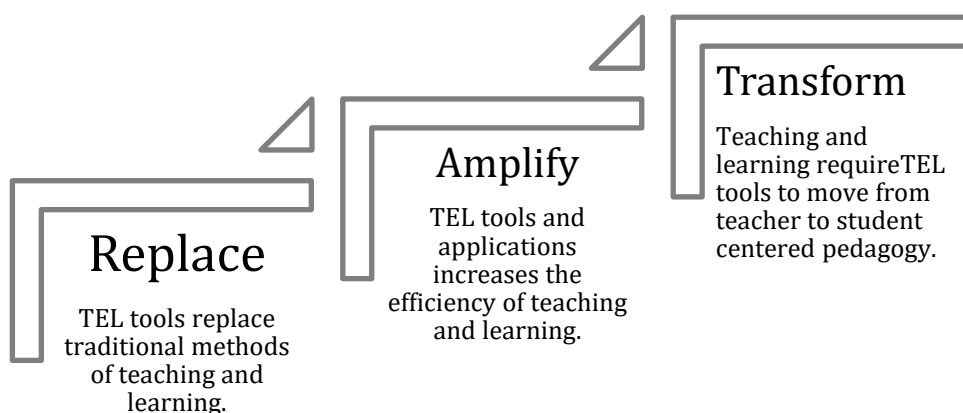 Replace
TEL tools replace
traditional methods
of teaching and
learning.
Amplify
TEL tools and
applications
increases the
efficiency of teaching
and learning.
Transform
Teaching and
learning requireTEL
tools to move from
teacher to student
centered pedagogy.